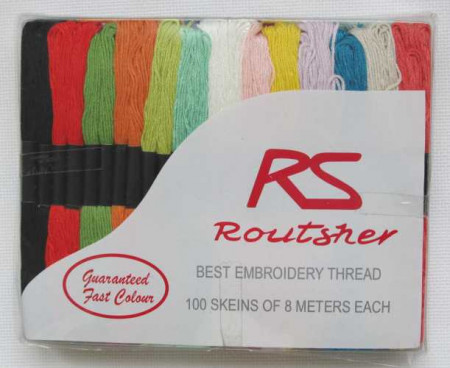 RS
Routsher
BEST EMBROIDERY THREAD
100 SKEINS OF 8 METERS EACH
Guaranteed
Fast Colour